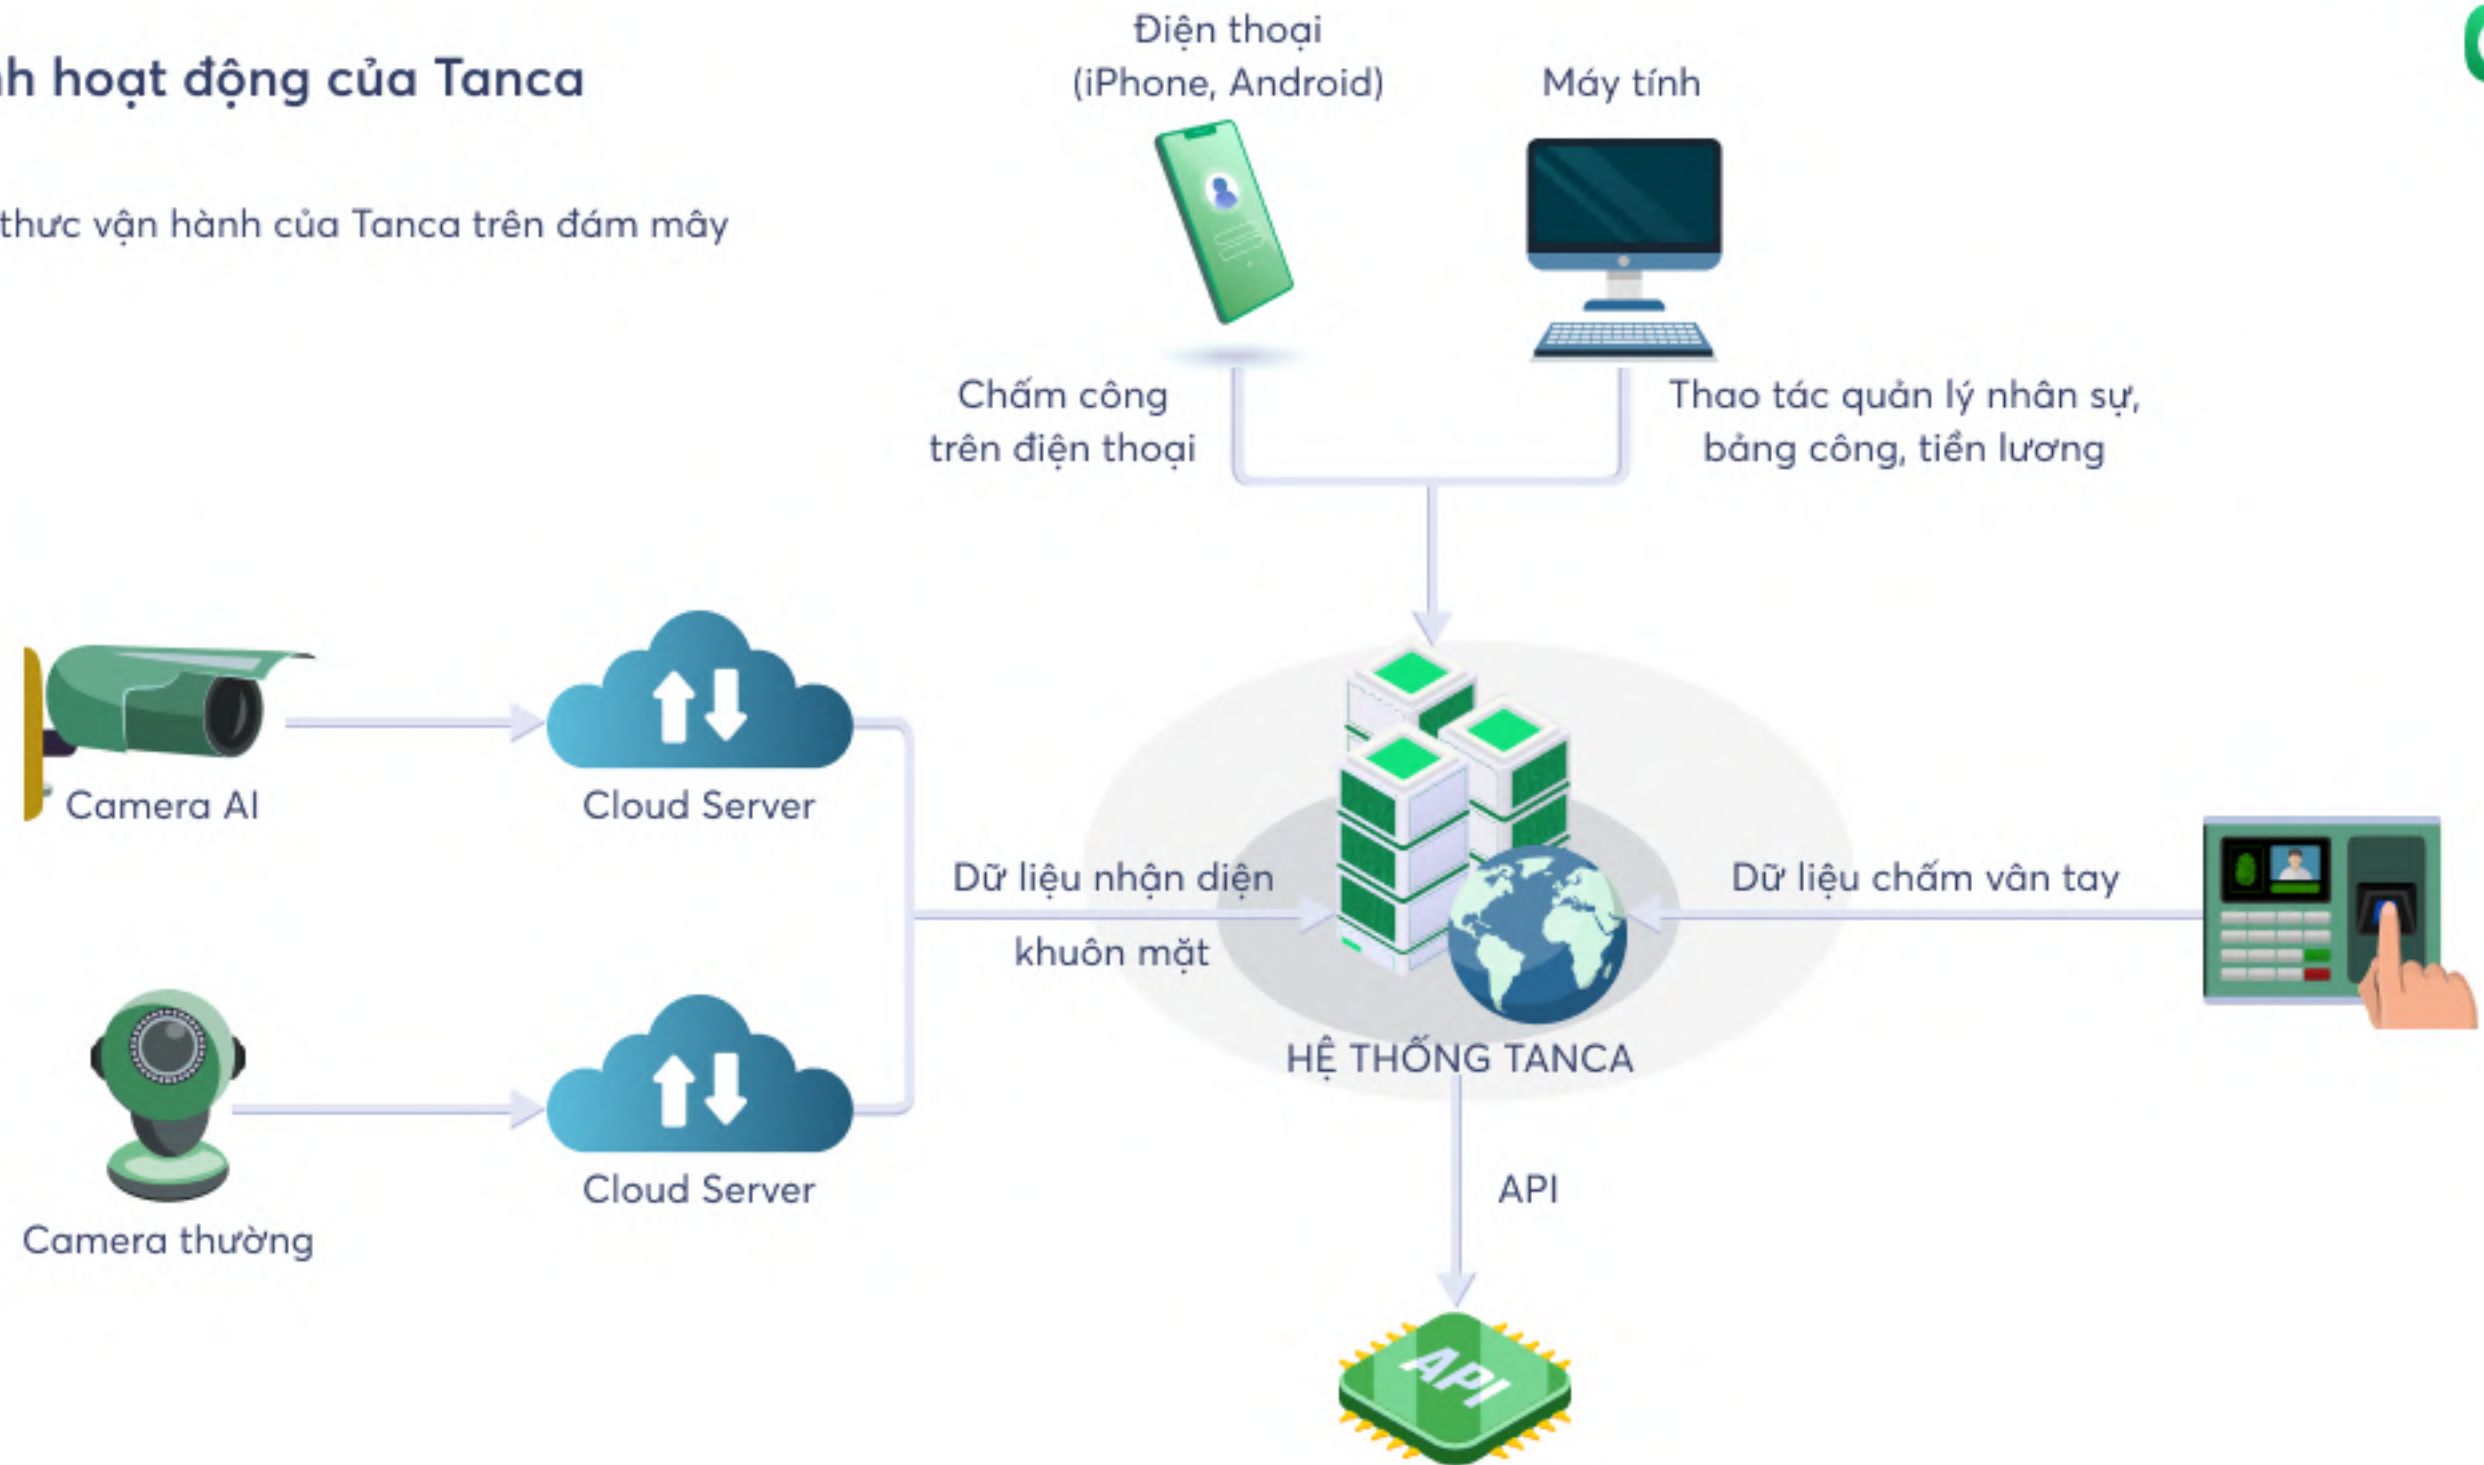 nh hoạt động của Tanca
thưc vận hành của Tanca trên đám mây
Điện thoại
(iPhone, Android)
Máy tính
Chấm công
trên điện thoại
Thao tác quản lý nhân sự,
bảng công, tiền lương
Camera AI
Cloud Server
Dữ liệu nhận diện
khuôn mặt
Dữ liệu chấm vân tay
HỆ THỐNG TANCA
Camera thường
Cloud Server
API
API